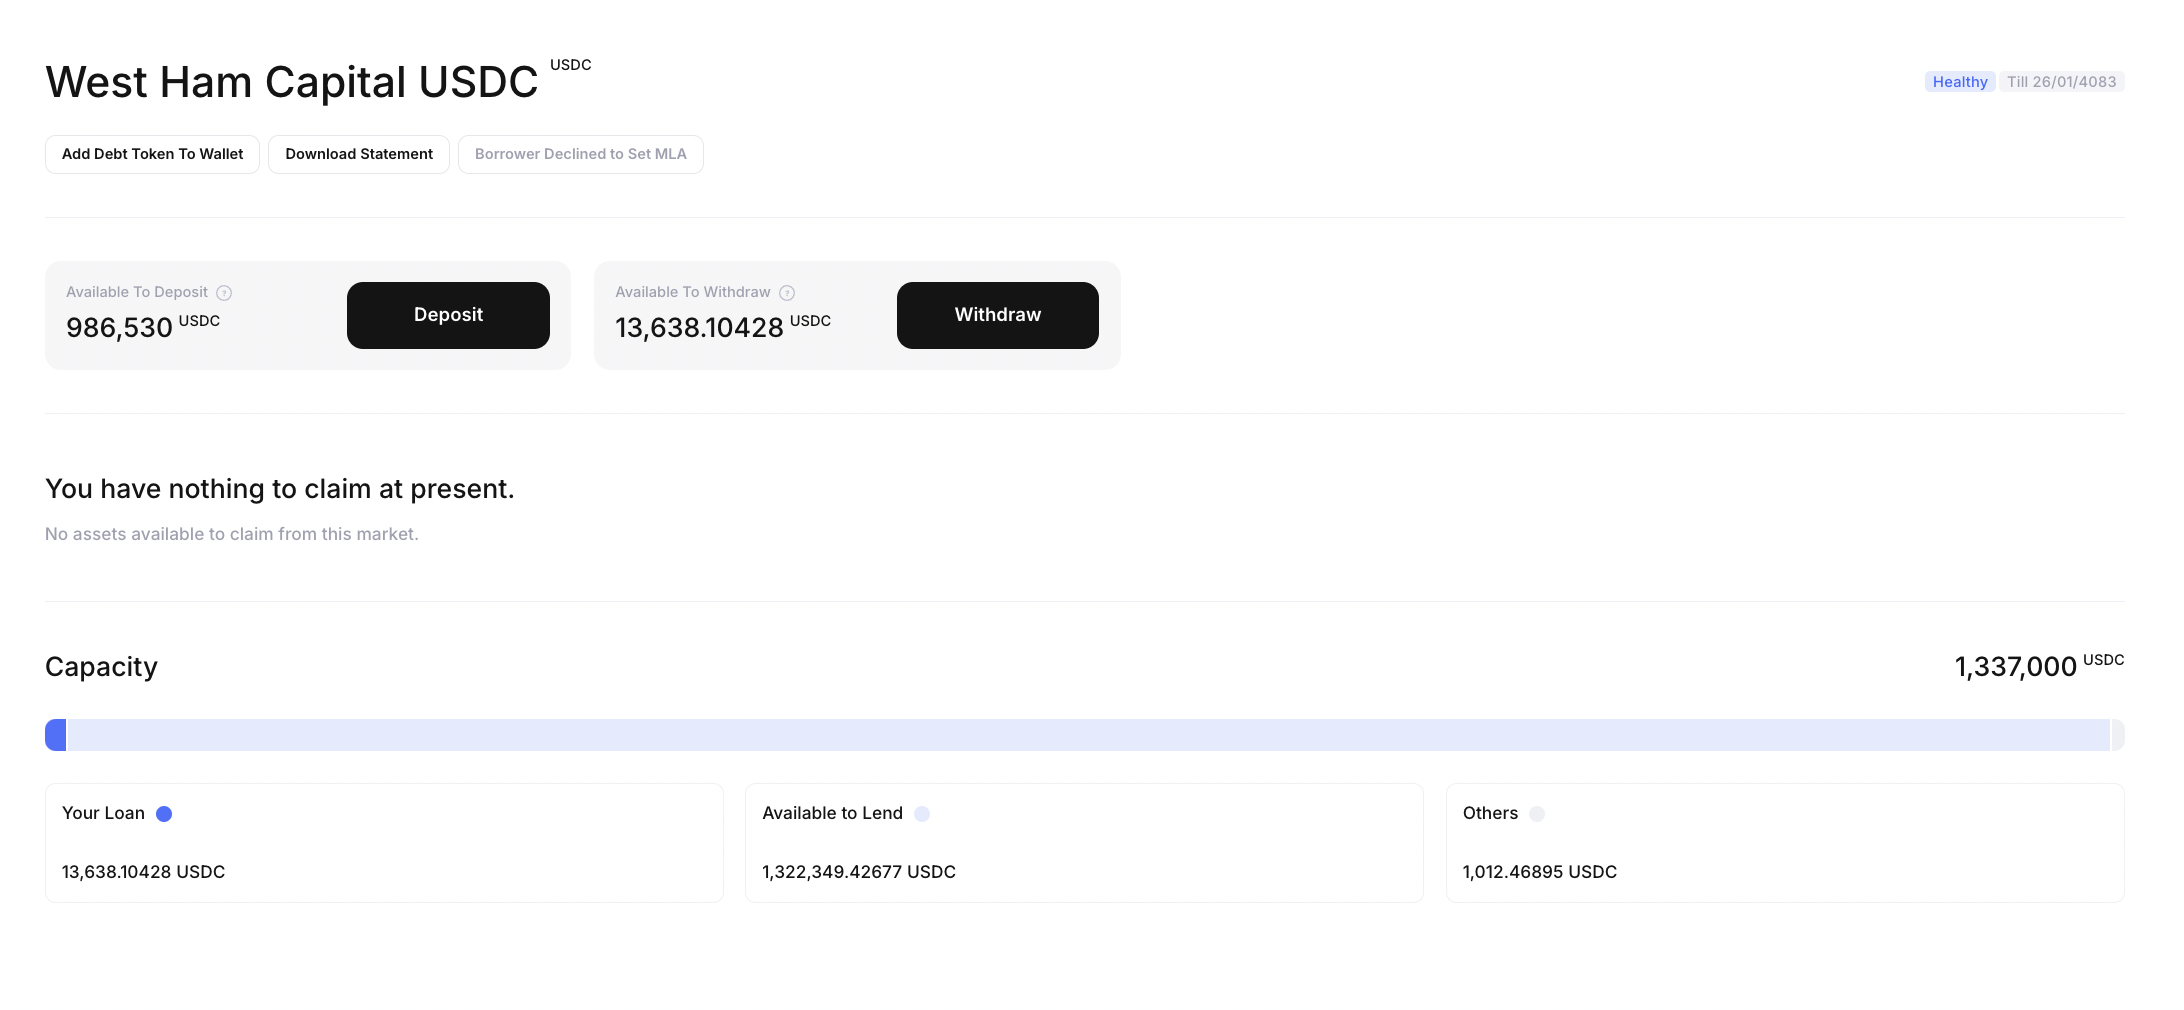 West Ham Capital USDC USDC
Healthy Till 26/01/4083
Add Debt Token To Wallet Download Statement Borrower Declined to Set MLA
Available To Deposit ?
986,530 USDC
Deposit
Available To Withdraw ?
13,638.10428 USDC
Withdraw
You have nothing to claim at present.
No assets available to claim from this market.
Capacity
1,337,000 USDC
Your Loan
13,638.10428 USDC
Available to Lend
1,322,349.42677 USDC
Others
1,012.46895 USDC